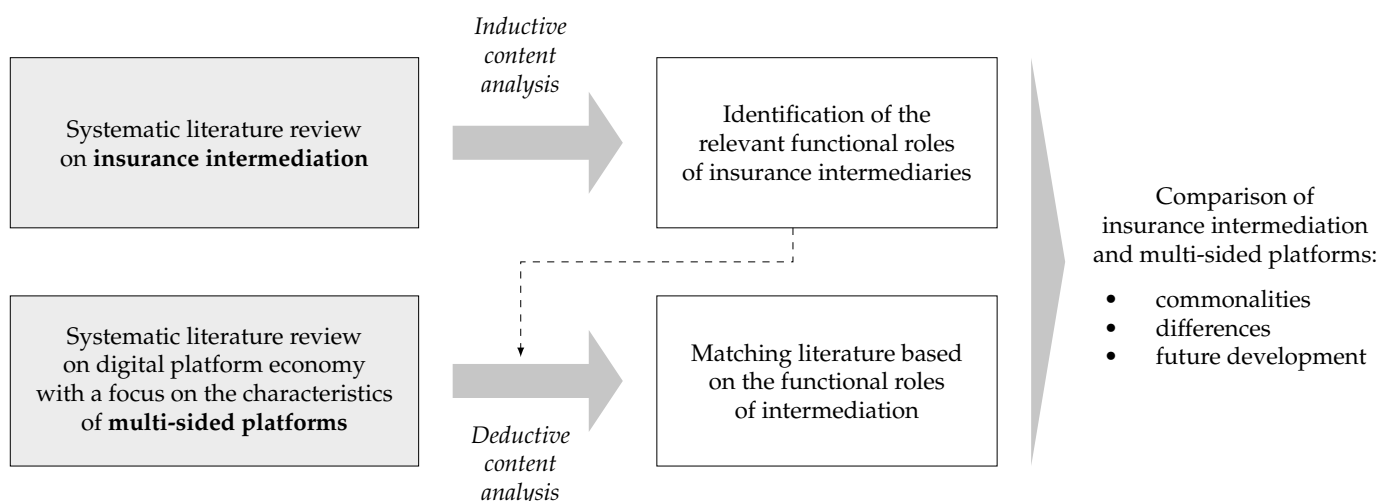 Inductive
content
analysis
Systematic literature review
on insurance intermediation
Identification of the
relevant functional roles
of insurance intermediaries
Systematic literature review
on digital platform economy
with a focus on the characteristics
of multi-sided platforms
Deductive
content
analysis
Matching literature based
on the functional roles
of intermediation
Comparison of
insurance intermediation
and multi-sided platforms:
• commonalities
• differences
• future development